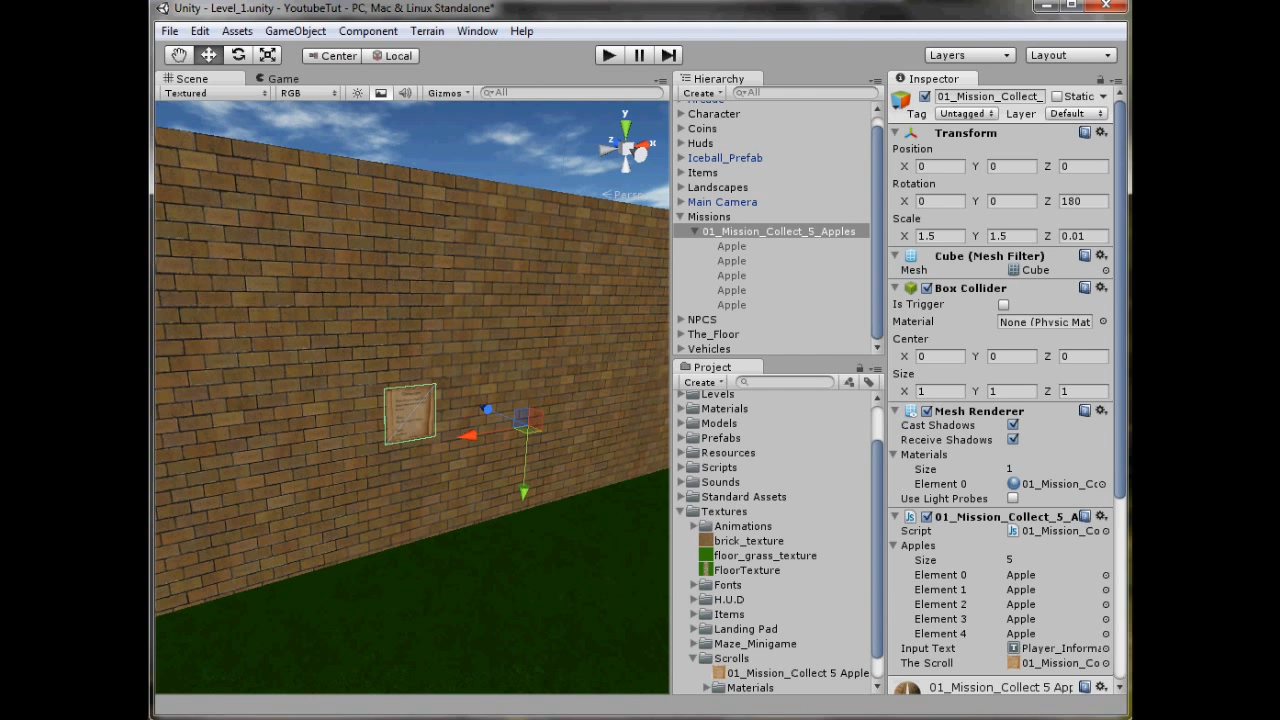 Unity - Level_1.unity - YoutubeTut - PC, Mac & Linux Standalone*
File Edit Assets GameObject Component Terrain Window Help
Center Local Layers Layout
Scene Game
Textured RGB Gizmos All
y
z x
Persp
Hierarchy
Create All
Arcade
Character
Coins
Huds
Iceball_Prefab
Items
Landscapes
Main Camera
Missions
01_Mission_Collect_5_Apples
Apple
Apple
Apple
Apple
Apple
NPCS
The_Floor
Vehicles
Project
Create
Levels
Materials
Models
Prefabs
Resources
Scripts
Sounds
Standard Assets
Textures
Animations
brick_texture
floor_grass_texture
FloorTexture
Fonts
H.U.D
Items
Landing Pad
Maze_Minigame
Scrolls
01_Mission_Collect 5 Apple
Materials
Inspector
01_Mission_Collect_ Static
Tag Untagged Layer Default
Transform
Position
X 0 Y 0 Z 0
Rotation
X 0 Y 0 Z 180
Scale
X 1.5 Y 1.5 Z 0.01
Cube (Mesh Filter)
Mesh Cube
Box Collider
Is Trigger
Material None (Physic Mat
Center
X 0 Y 0 Z 0
Size
X 1 Y 1 Z 1
Mesh Renderer
Cast Shadows
Receive Shadows
Materials
Size 1
Element 0 01_Mission_Co
Use Light Probes
Js 01_Mission_Collect_5_A
Script Js 01_Mission_Co
Apples
Size 5
Element 0 Apple
Element 1 Apple
Element 2 Apple
Element 3 Apple
Element 4 Apple
Input Text T Player_Informa
The Scroll 01_Mission_Co
01_Mission_Collect 5 App